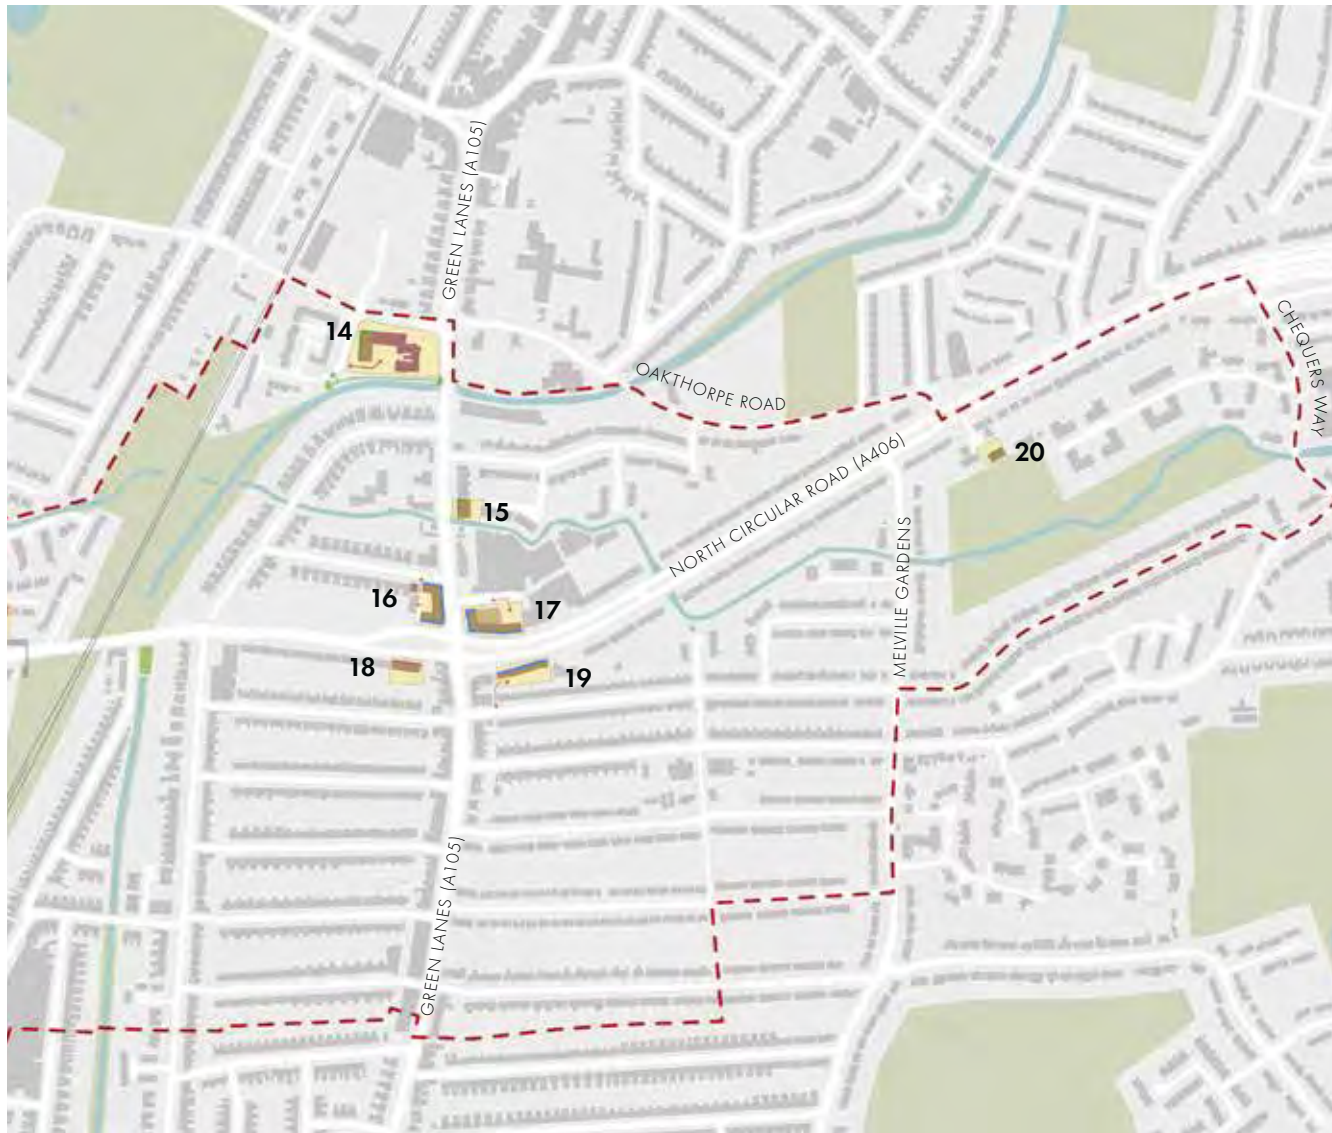 GREEN LANES (A105)
14
OAKTHORPE ROAD
CHEQUERS WAY
20
NORTH CIRCULAR ROAD (A406)
15
MELVILLE GARDENS
16
17
18
19
GREEN LANES (A105)